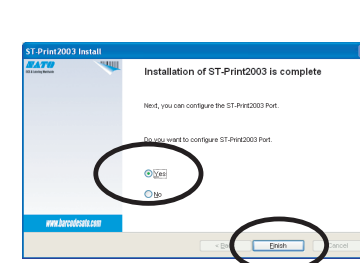 ST-Print2003 Install
SATO
Installation of ST-Print2003 is complete
Next, you can configure the ST-Print2003 Port.
Do you want to configure ST-Print2003 Port.
Yes
No
www.barcodesato.com
Finish
Cancel